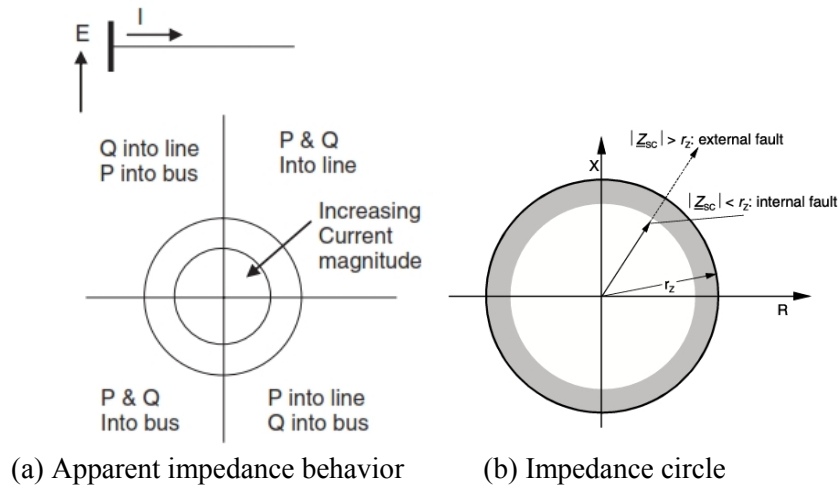 E
I
Q into line
P into bus
P & Q
Into line
Increasing
Current
magnitude
P & Q
Into bus
P into line
Q into bus
(a) Apparent impedance behavior
|Z_sc| > r_z: external fault
X
|Z_sc| < r_z: internal fault
r_z
R
(b) Impedance circle